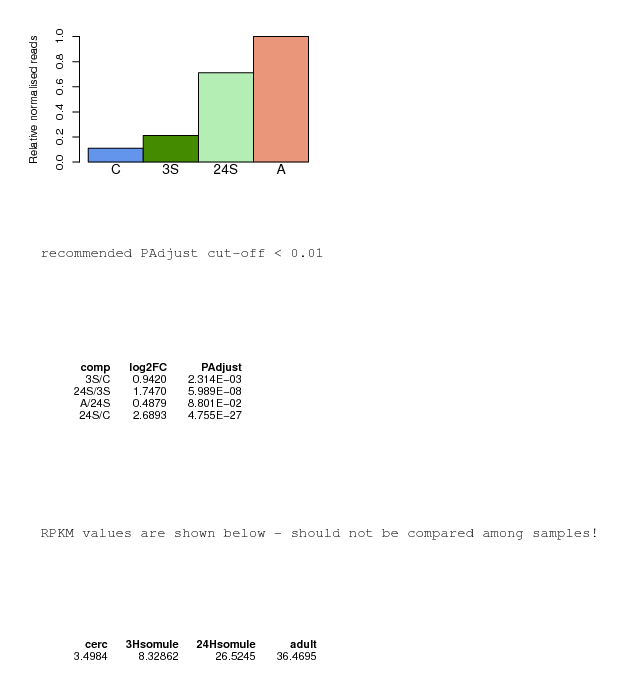 Relative normalised reads
1.0
0.8
0.6
0.4
0.2
0.0
C 3S 24S A
recommended PAdjust cut-off < 0.01
comp log2FC PAdjust
3S/C 0.9420 2.314E-03
24S/3S 1.7470 5.989E-08
A/24S 0.4879 8.801E-02
24S/C 2.6893 4.755E-27
RPKM values are shown below - should not be compared among samples!
cerc 3Hsomule 24Hsomule adult
3.4984 8.32862 26.5245 36.4695